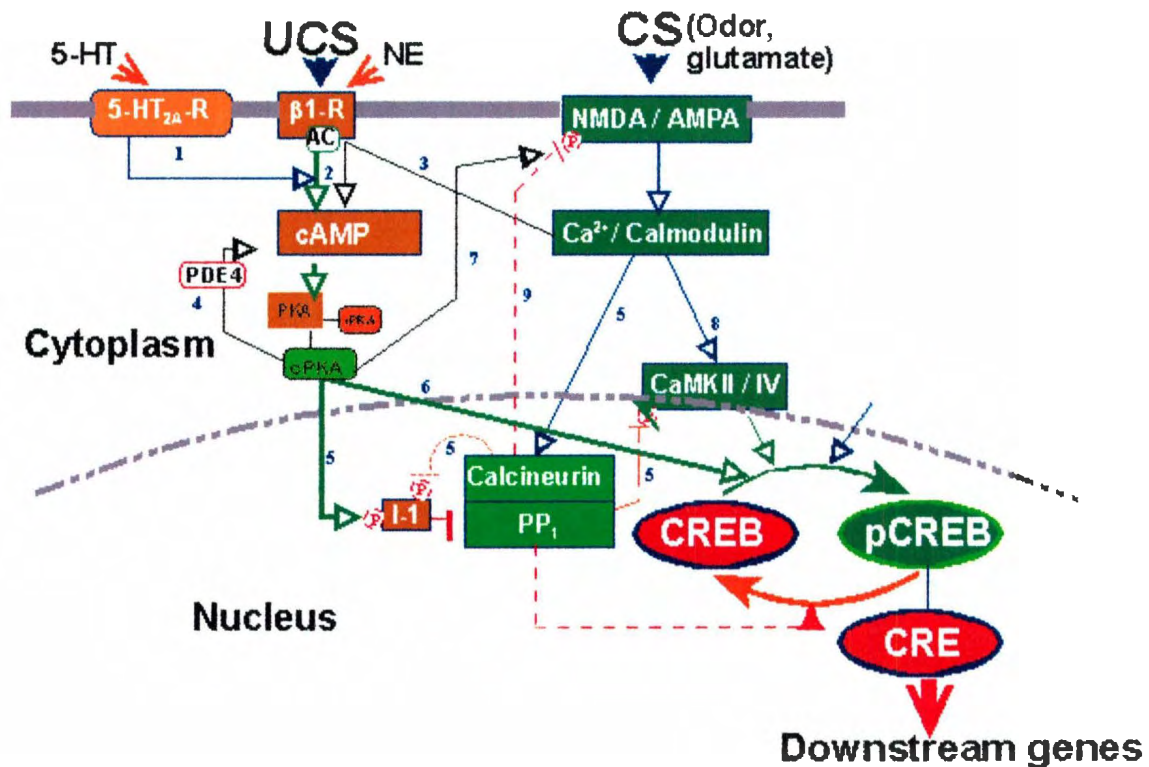 UCS
CS (Odor, glutamate)
5-HT
NE
5-HT2A-R
β1-R
NMDA / AMPA
AC
P
1
2
3
cAMP
Ca2+/ Calmodulin
PDE4
7
4
PKA
rPKA
9
5
8
Cytoplasm
cPKA
CaMKII / IV
6
P
5
5
5
Calcineurin
P
P
I-1
PP1
CREB
pCREB
Nucleus
CRE
Downstream genes